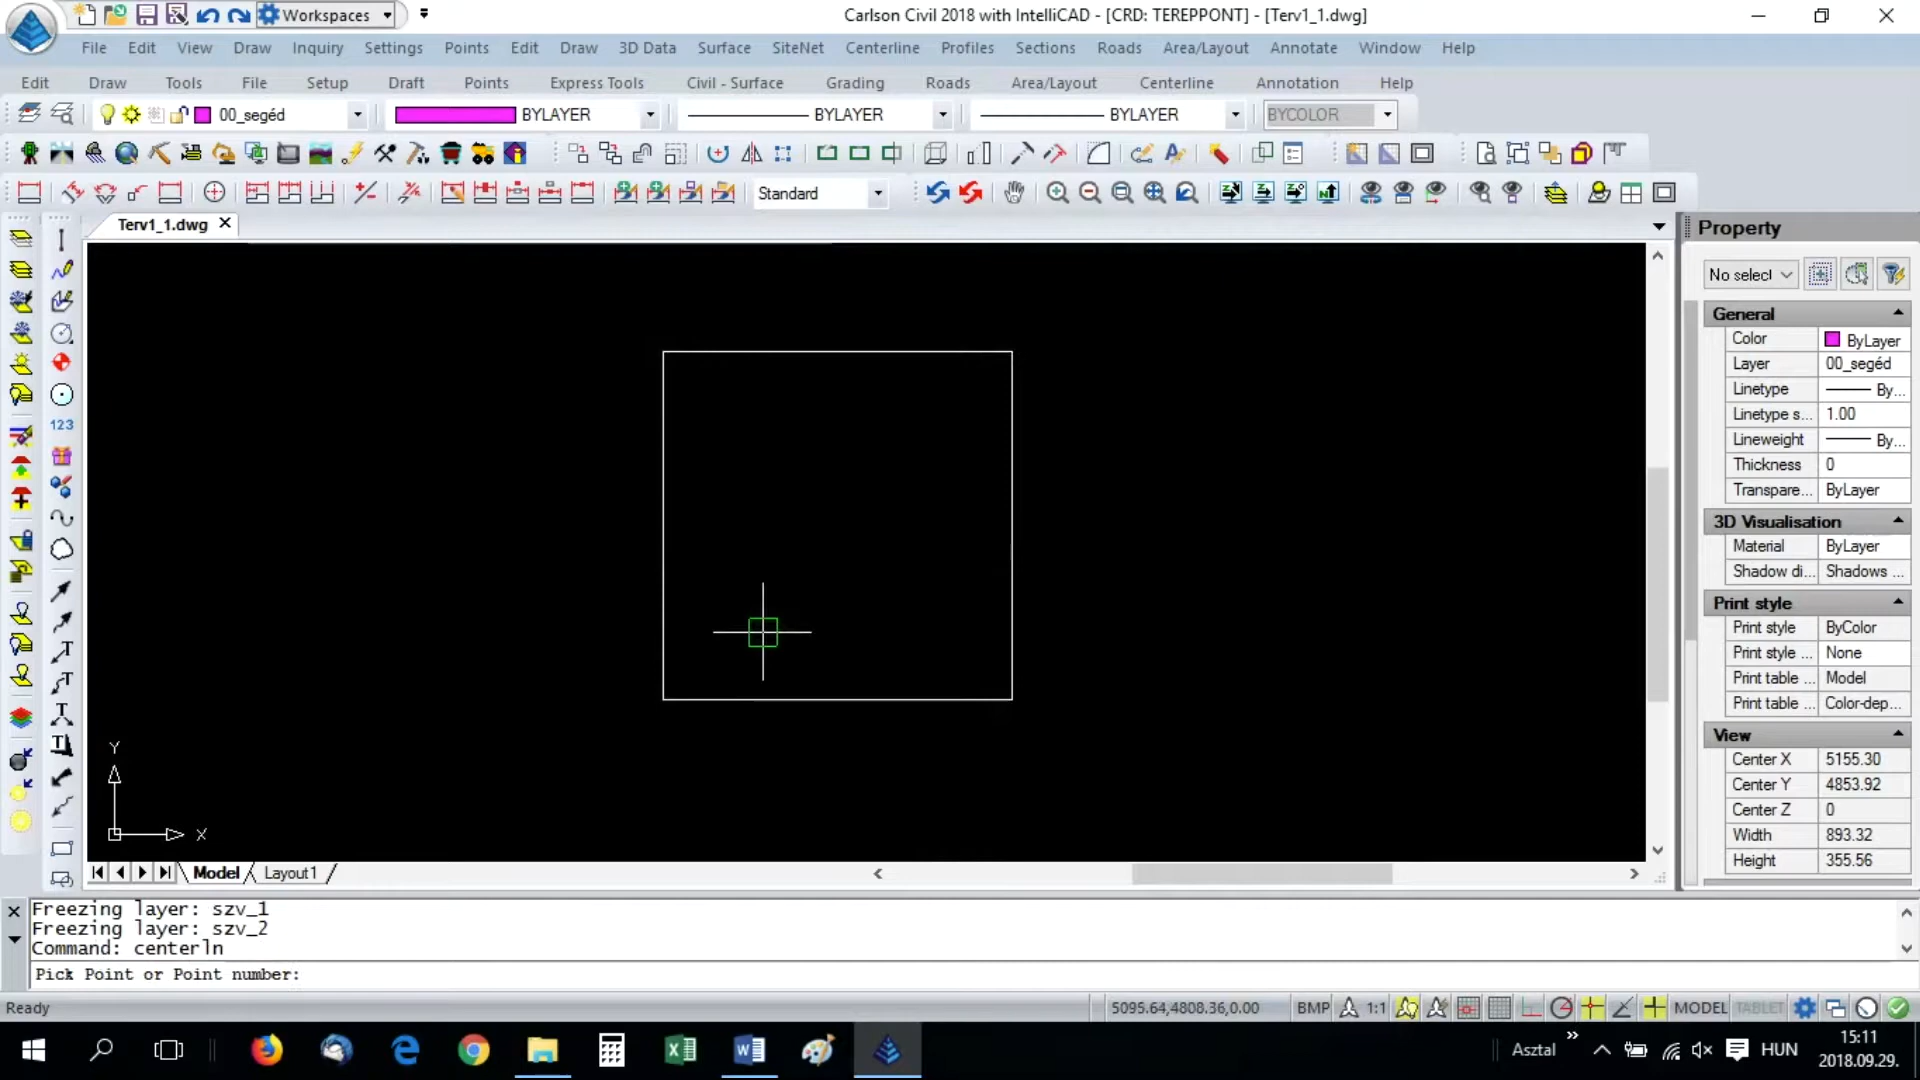 Workspaces
Carlson Civil 2018 with IntelliCAD - [CRD: TEREPPONT] - [Terv1_1.dwg]
File Edit View Draw Inquiry Settings Points Edit Draw 3D Data Surface SiteNet Centerline Profiles Sections Roads Area/Layout Annotate Window Help
Edit Draw Tools File Setup Draft Points Express Tools Civil - Surface Grading Roads Area/Layout Centerline Annotation Help
00_segéd BYLAYER BYLAYER BYLAYER BYCOLOR
Standard
Terv1_1.dwg
Property
No select
General
Color ByLayer
Layer 00_segéd
Linetype By...
Linetype s... 1.00
Lineweight By...
Thickness 0
Transpare... ByLayer
3D Visualisation
Material ByLayer
Shadow di... Shadows ...
Print style
Print style ByColor
Print style ... None
Print table ... Model
Print table ... Color-dep...
View
Center X 5155.30
Center Y 4853.92
Center Z 0
Width 893.32
Height 355.56
123
Y
X
Model Layout1
Freezing layer: szv_1
Freezing layer: szv_2
Command: centerln
Pick Point or Point number:
Ready 5095.64,4808.36,0.00 BMP 1:1 MODEL TABLET
Asztal HUN 15:11
2018.09.29.